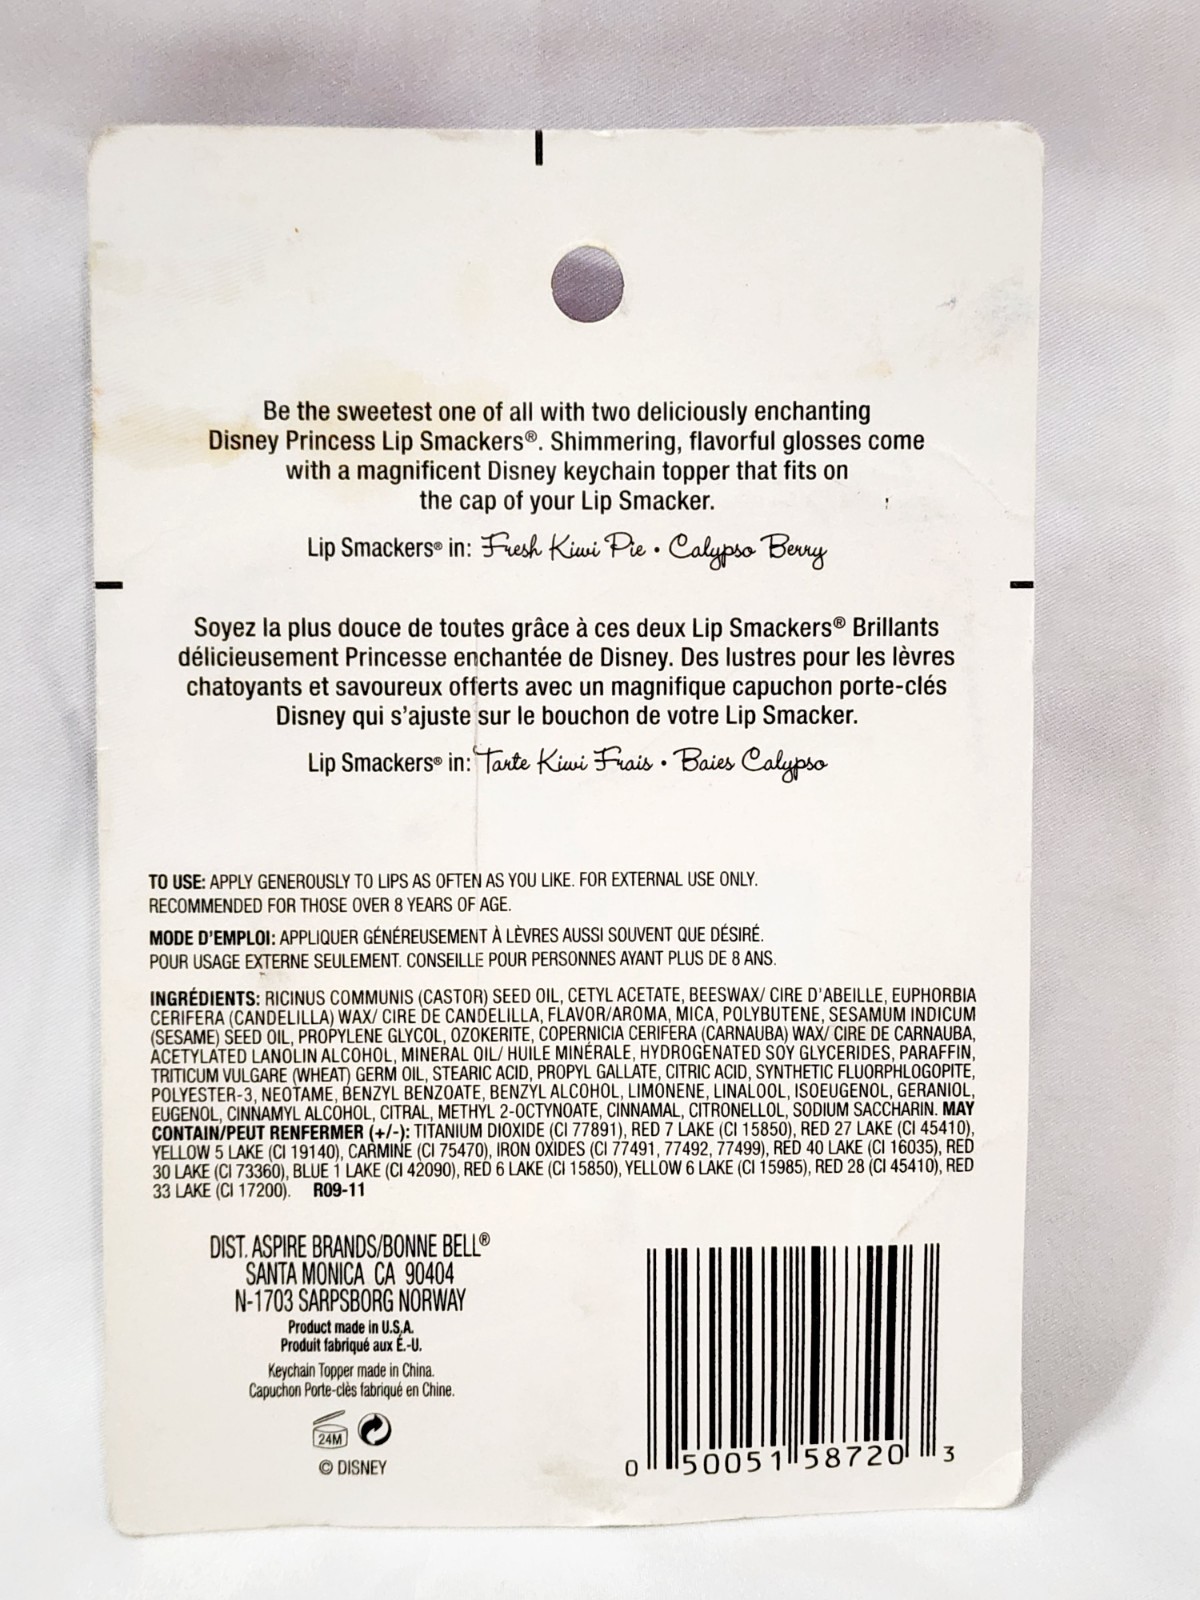 Be the sweetest one of all with two deliciously enchanting
Disney Princess Lip Smackers®. Shimmering, flavorful glosses come
with a magnificent Disney keychain topper that fits on
the cap of your Lip Smacker.
Lip Smackers® in: Fresh Kiwi Pie • Calypso Berry
Soyez la plus douce de toutes grâce à ces deux Lip Smackers® Brillants
délicieusement Princesse enchantée de Disney. Des lustres pour les lèvres
chatoyants et savoureux offerts avec un magnifique capuchon porte-clés
Disney qui s'ajuste sur le bouchon de votre Lip Smacker.
Lip Smackers® in: Tarte Kiwi Frais • Baies Calypso
TO USE: APPLY GENEROUSLY TO LIPS AS OFTEN AS YOU LIKE. FOR EXTERNAL USE ONLY.
RECOMMENDED FOR THOSE OVER 8 YEARS OF AGE.
MODE D'EMPLOI: APPLIQUER GÉNÉREUSEMENT À LÈVRES AUSSI SOUVENT QUE DÉSIRÉ.
POUR USAGE EXTERNE SEULEMENT. CONSEILLE POUR PERSONNES AYANT PLUS DE 8 ANS.
INGRÉDIENTS: RICINUS COMMUNIS (CASTOR) SEED OIL, CETYL ACETATE, BEESWAX/ CIRE D'ABEILLE, EUPHORBIA
CERIFERA (CANDELILLA) WAX/ CIRE DE CANDELILLA, FLAVOR/AROMA, MICA, POLYBUTENE, SESAMUM INDICUM
(SESAME) SEED OIL, PROPYLENE GLYCOL, OZOKERITE, COPERNICIA CERIFERA (CARNAUBA) WAX/ CIRE DE CARNAUBA,
ACETYLATED LANOLIN ALCOHOL, MINERAL OIL/ HUILE MINÉRALE, HYDROGENATED SOY GLYCERIDES, PARAFFIN,
TRITICUM VULGARE (WHEAT) GERM OIL, STEARIC ACID, PROPYL GALLATE, CITRIC ACID, SYNTHETIC FLUORPHLOGOPITE,
POLYESTER-3, NEOTAME, BENZYL BENZOATE, BENZYL ALCOHOL, LIMONENE, LINALOOL, ISOEUGENOL, GERANIOL,
EUGENOL, CINNAMYL ALCOHOL, CITRAL, METHYL 2-OCTYNOATE, CINNAMAL, CITRONELLOL, SODIUM SACCHARIN. MAY
CONTAIN/PEUT RENFERMER (+/-): TITANIUM DIOXIDE (CI 77891), RED 7 LAKE (CI 15850), RED 27 LAKE (CI 45410),
YELLOW 5 LAKE (CI 19140), CARMINE (CI 75470), IRON OXIDES (CI 77491, 77492, 77499), RED 40 LAKE (CI 16035), RED
30 LAKE (CI 73360), BLUE 1 LAKE (CI 42090), RED 6 LAKE (CI 15850), YELLOW 6 LAKE (CI 15985), RED 28 (CI 45410), RED
33 LAKE (CI 17200). R09-11
DIST. ASPIRE BRANDS/BONNE BELL®
SANTA MONICA CA 90404
N-1703 SARPSBORG NORWAY
Product made in U.S.A.
Produit fabriqué aux É.-U.
Keychain Topper made in China.
Capuchon Porte-clès fabriqué en Chine.
24M
© DISNEY
0 50051 58720 3